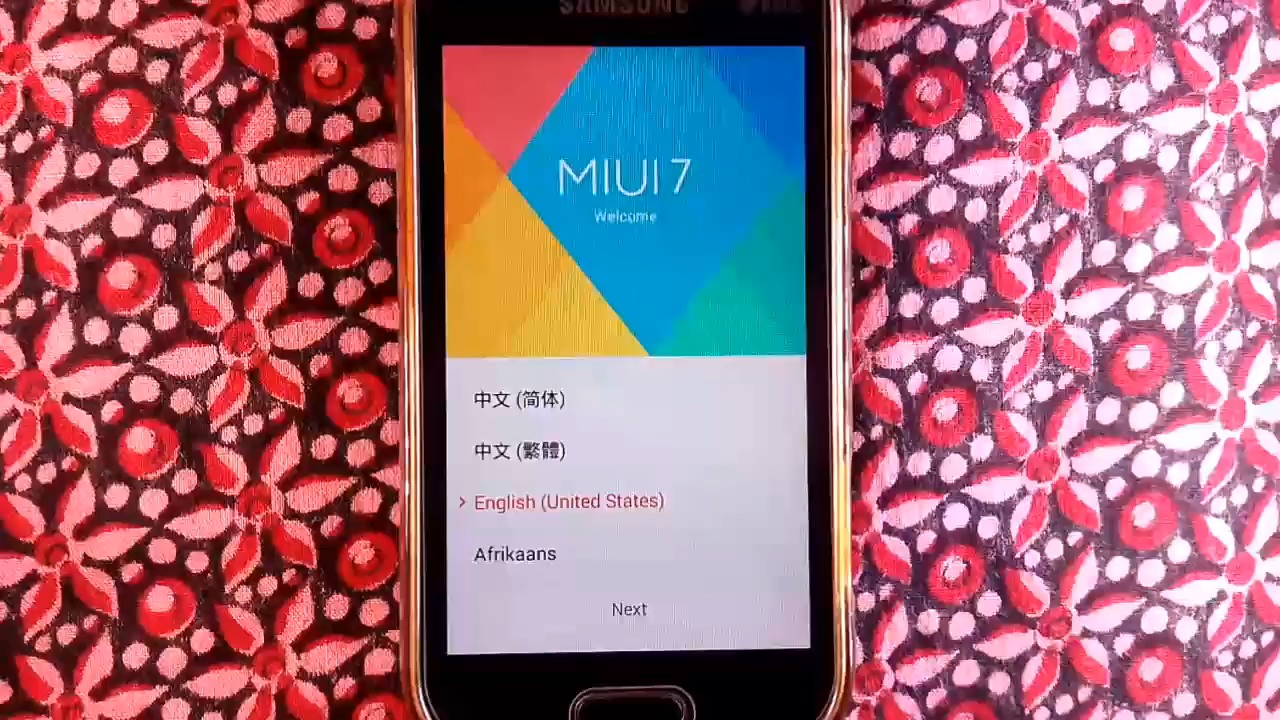 SAMSUNG
MIUI 7
Welcome
中文 (简体)
中文 (繁體)
> English (United States)
Afrikaans
Next